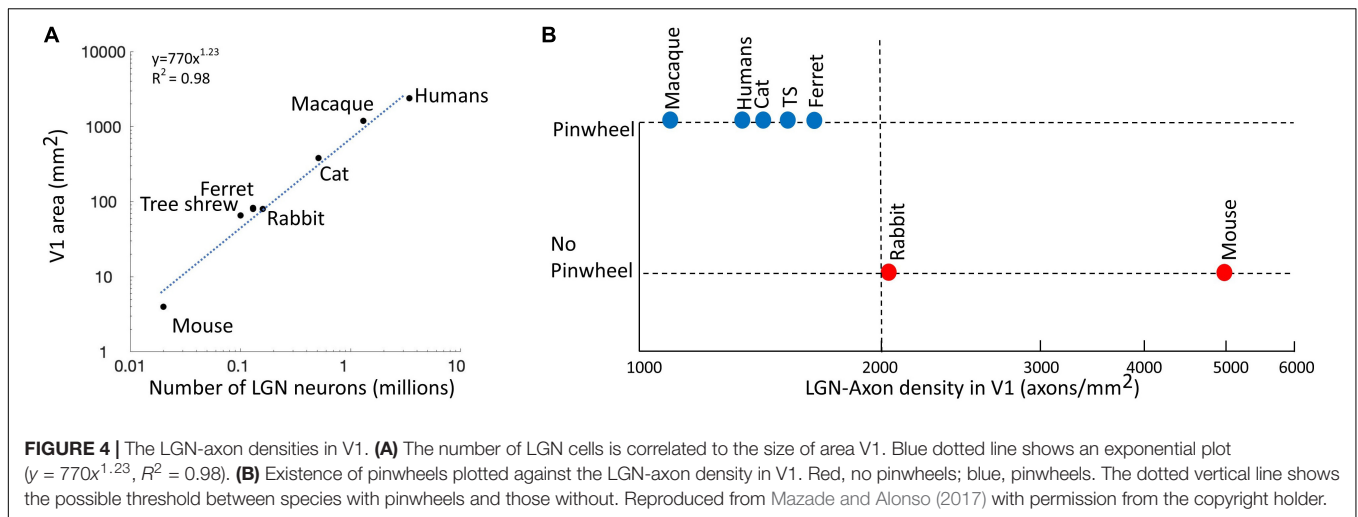 A
y=770x^1.23
R^2 = 0.98
10000
1000
100
10
1
V1 area (mm^2)
Humans
Macaque
Cat
Ferret
Tree shrew
Rabbit
Mouse
0.01
0.1
1
10
Number of LGN neurons (millions)
B
Macaque
Humans
Cat
TS
Ferret
Pinwheel
No
Pinwheel
Rabbit
Mouse
1000
2000
3000
4000
5000
6000
LGN-Axon density in V1 (axons/mm^2)
FIGURE 4 | The LGN-axon densities in V1. (A) The number of LGN cells is correlated to the size of area V1. Blue dotted line shows an exponential plot
(y = 770x^1.23, R^2 = 0.98). (B) Existence of pinwheels plotted against the LGN-axon density in V1. Red, no pinwheels; blue, pinwheels. The dotted vertical line shows
the possible threshold between species with pinwheels and those without. Reproduced from Mazade and Alonso (2017) with permission from the copyright holder.